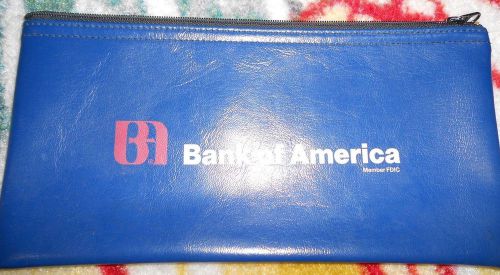 BA Bank of America
Member FDIC